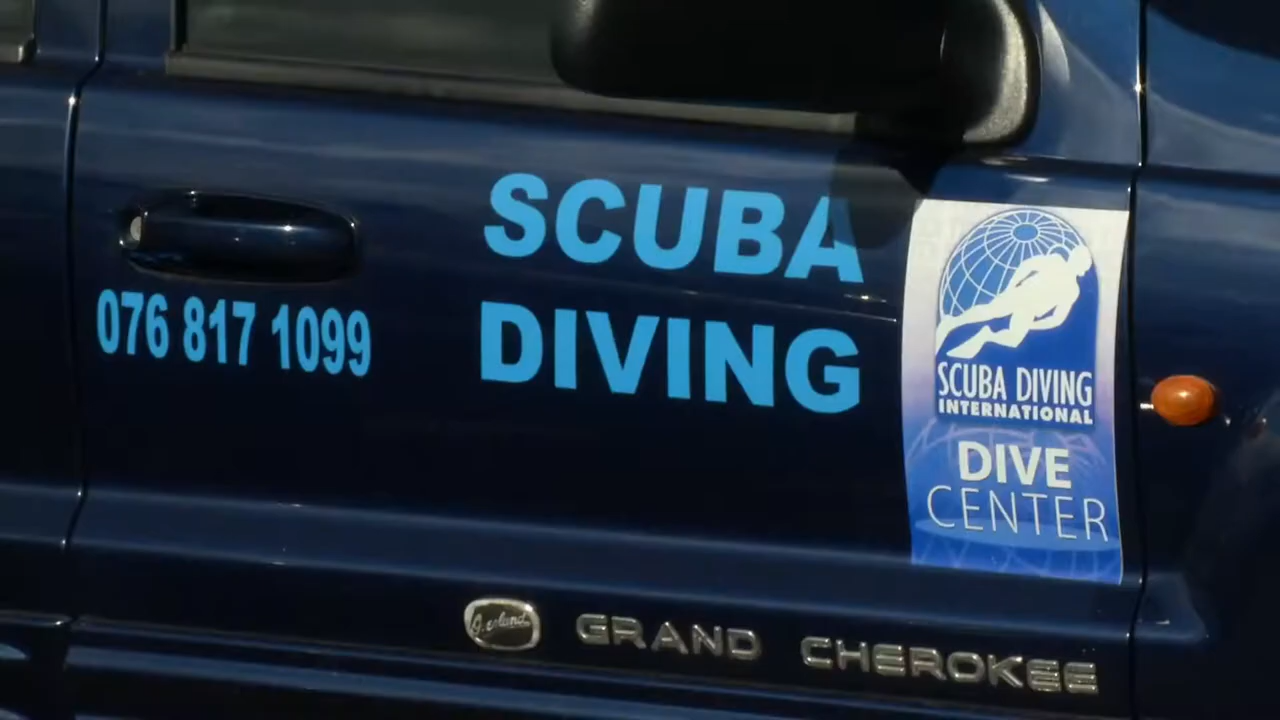 SCUBA
DIVING
076 817 1099
SCUBA DIVING
INTERNATIONAL
DIVE
CENTER
GRAND CHEROKEE